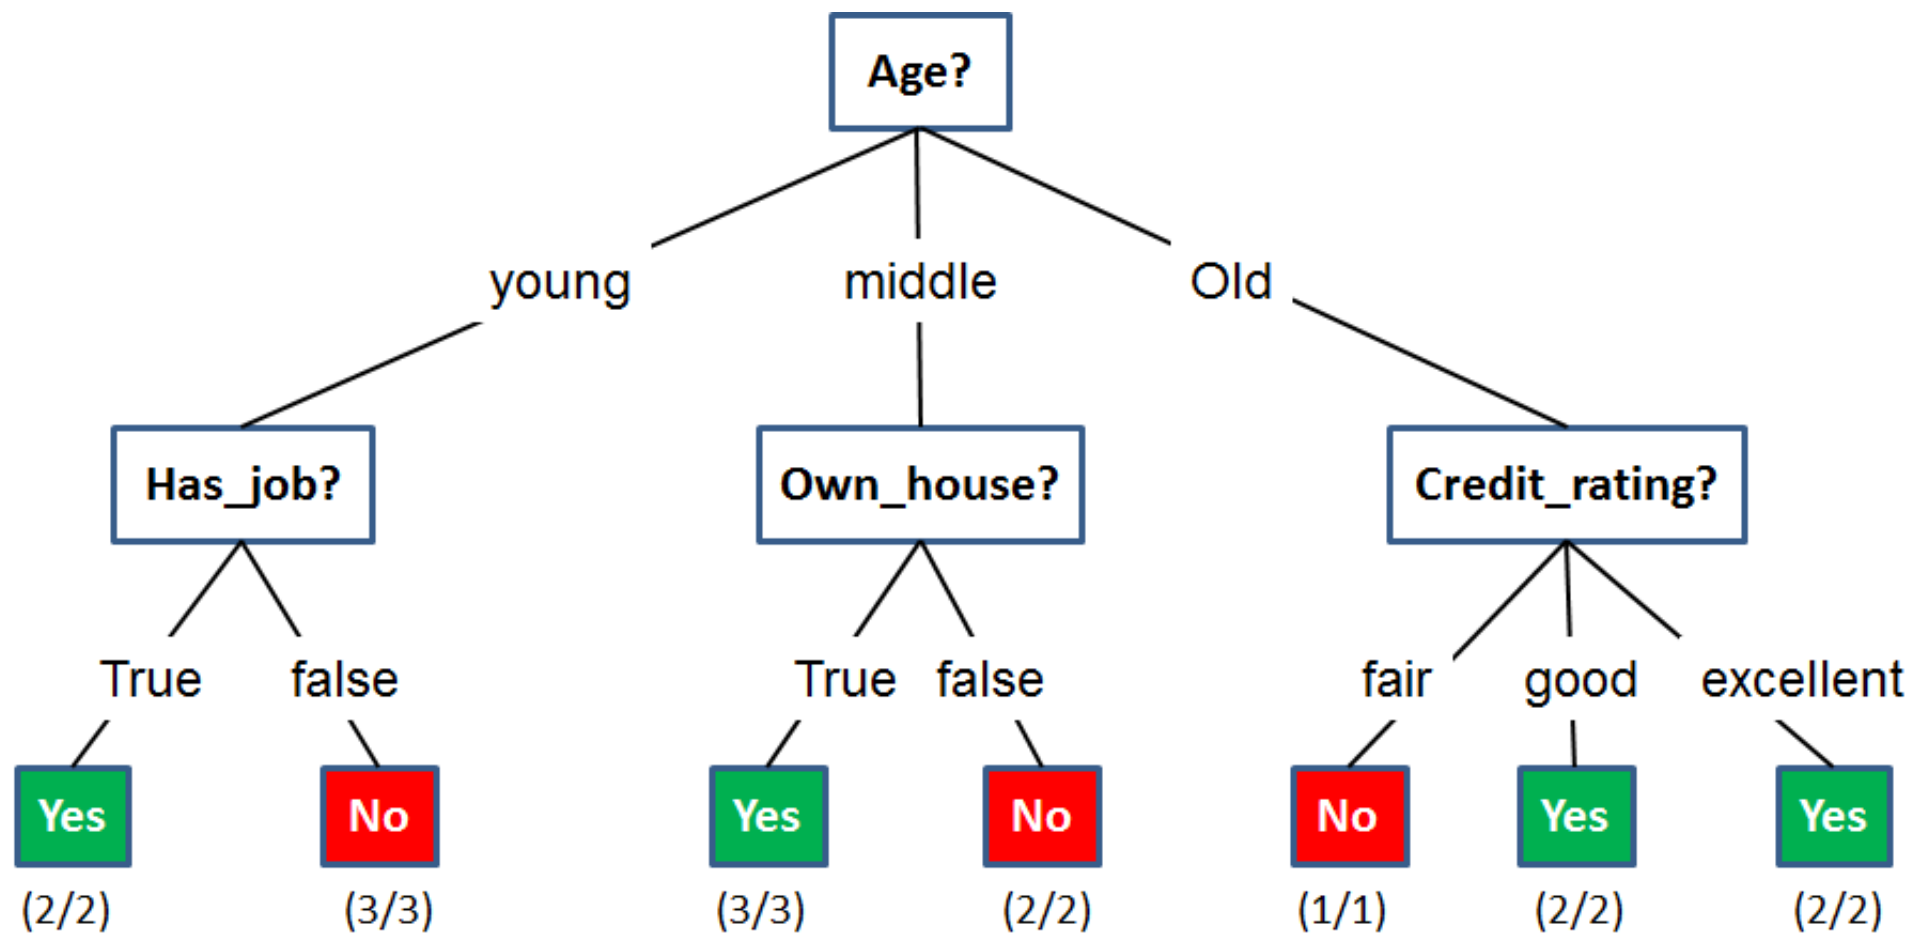 Age?
young middle Old
Has_job? Own_house? Credit_rating?
True false True false fair good excellent
Yes No Yes No No Yes Yes
(2/2) (3/3) (3/3) (2/2) (1/1) (2/2) (2/2)